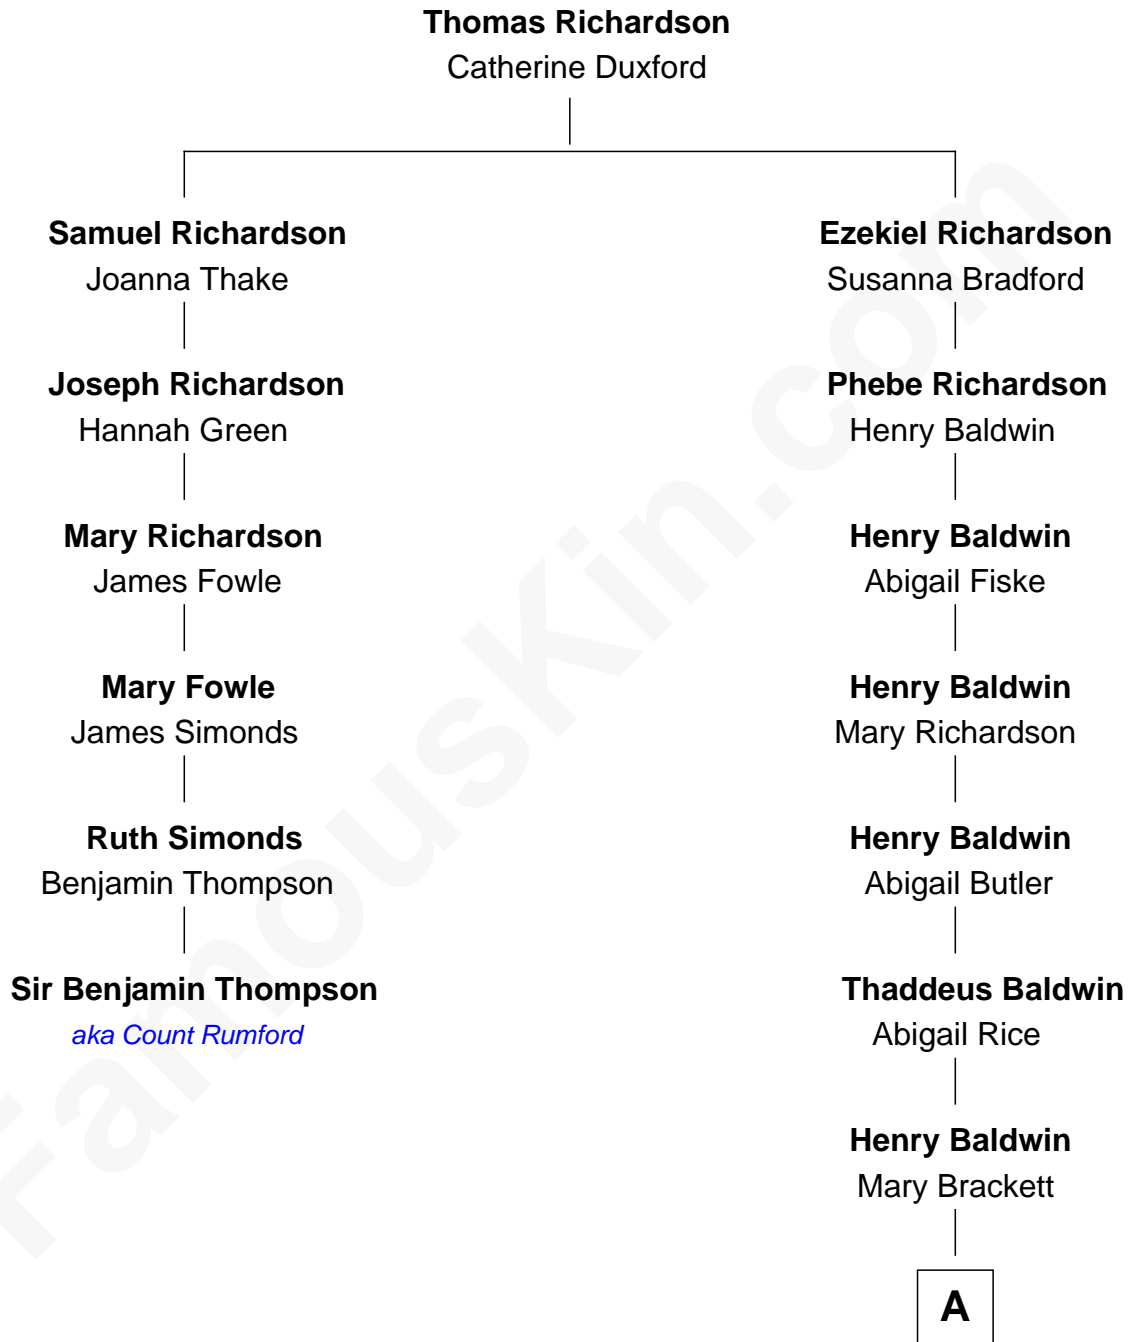 Thomas Richardson
Catherine Duxford
Samuel Richardson
Joanna Thake
Joseph Richardson
Hannah Green
Mary Richardson
James Fowle
Mary Fowle
James Simonds
Ruth Simonds
Benjamin Thompson
Sir Benjamin Thompson
aka Count Rumford
Ezekiel Richardson
Susanna Bradford
Phebe Richardson
Henry Baldwin
Henry Baldwin
Abigail Fiske
Henry Baldwin
Mary Richardson
Henry Baldwin
Abigail Butler
Thaddeus Baldwin
Abigail Rice
Henry Baldwin
Mary Brackett
A
FamousKin.com